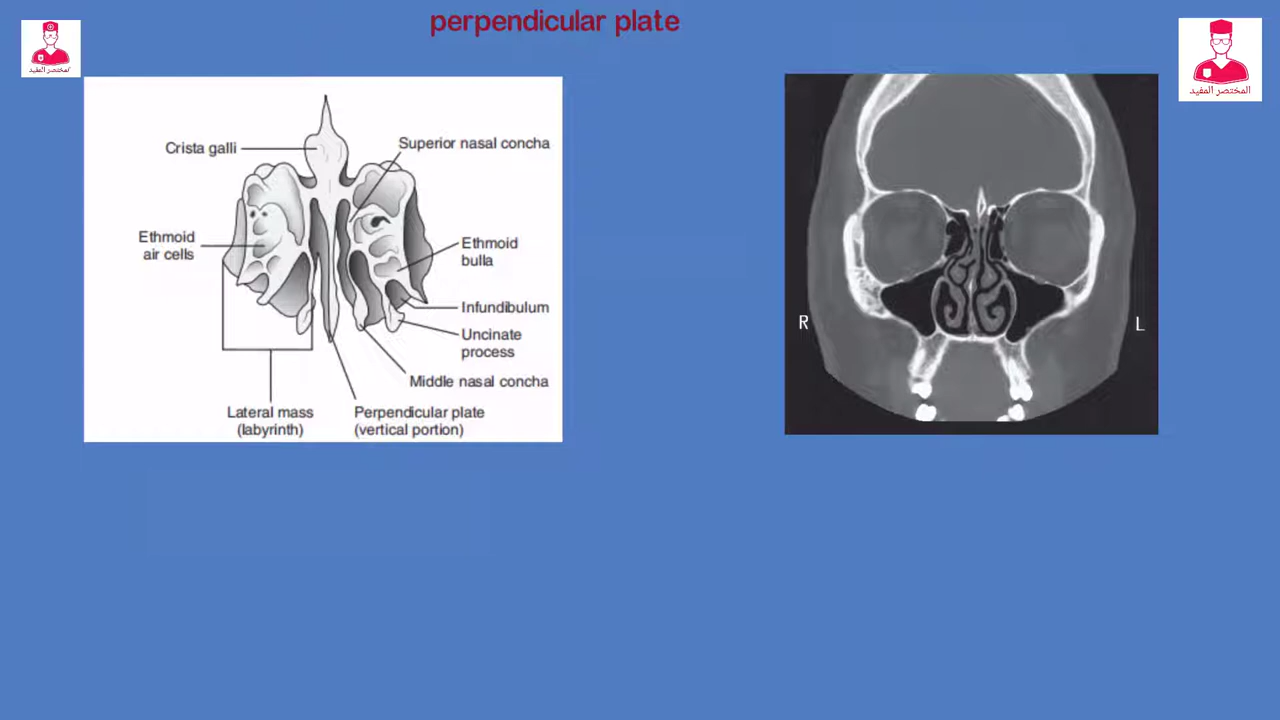 perpendicular plate
المختصر المفيد
المختصر المفيد
Crista galli
Superior nasal concha
Ethmoid
air cells
Ethmoid
bulla
Infundibulum
Uncinate
process
Middle nasal concha
Lateral mass
(labyrinth)
Perpendicular plate
(vertical portion)
R
L